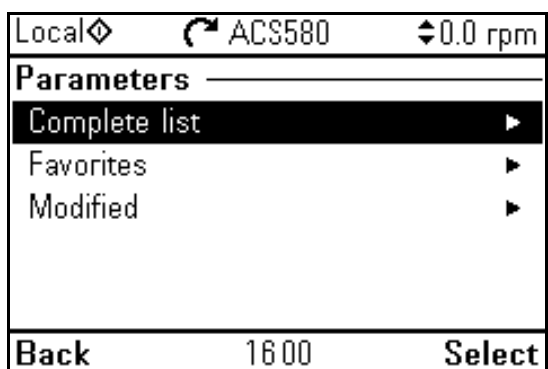 Local ACS580 0.0 rpm
Parameters
Complete list
Favorites
Modified
Back 16:00 Select